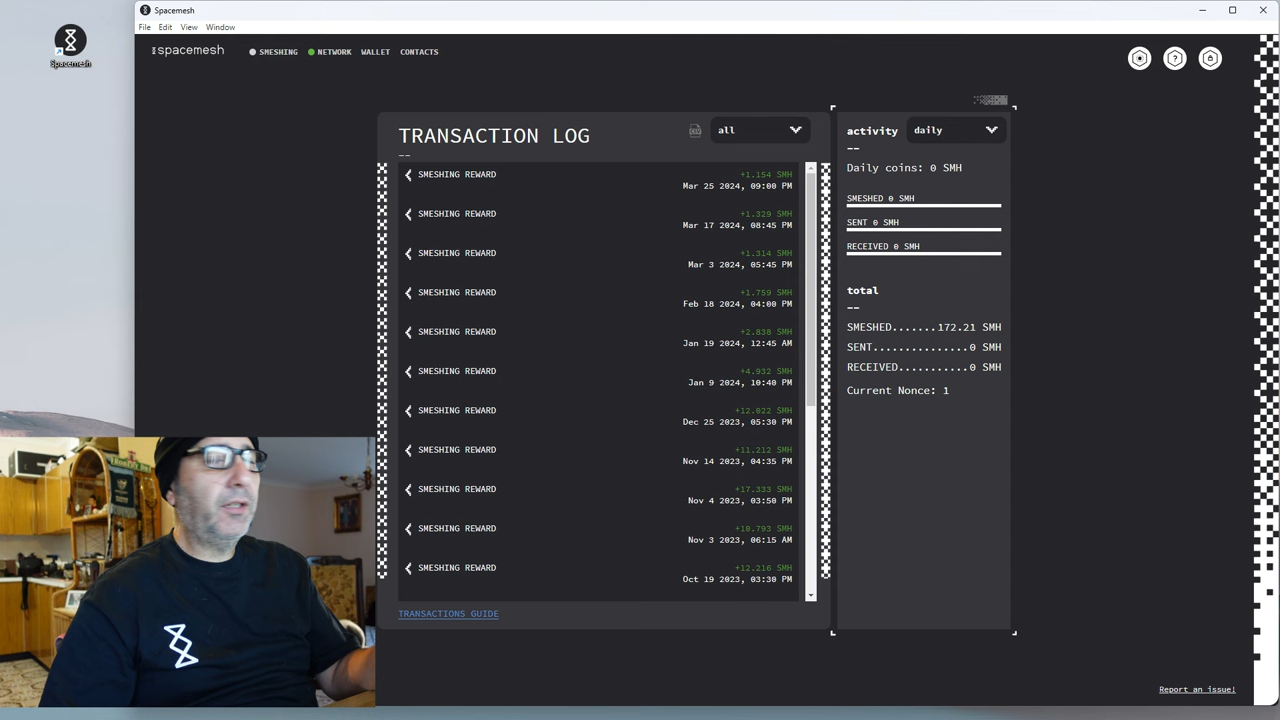 Spacemesh
File Edit View Window
Spacemesh
spacemesh
SMESHING NETWORK WALLET CONTACTS
TRANSACTION LOG
--
all
SMESHING REWARD +1.154 SMH
Mar 25 2024, 09:00 PM
SMESHING REWARD +1.329 SMH
Mar 17 2024, 08:45 PM
SMESHING REWARD +1.314 SMH
Mar 3 2024, 05:45 PM
SMESHING REWARD +1.759 SMH
Feb 18 2024, 04:00 PM
SMESHING REWARD +2.838 SMH
Jan 19 2024, 12:45 AM
SMESHING REWARD +4.932 SMH
Jan 9 2024, 10:40 PM
SMESHING REWARD +12.022 SMH
Dec 25 2023, 05:30 PM
SMESHING REWARD +11.212 SMH
Nov 14 2023, 04:35 PM
SMESHING REWARD +17.333 SMH
Nov 4 2023, 03:50 PM
SMESHING REWARD +10.793 SMH
Nov 3 2023, 06:15 AM
SMESHING REWARD +12.216 SMH
Oct 19 2023, 03:30 PM
TRANSACTIONS GUIDE
activity
daily
--
Daily coins: 0 SMH
SMESHED 0 SMH
SENT 0 SMH
RECEIVED 0 SMH
total
--
SMESHED.......172.21 SMH
SENT...............0 SMH
RECEIVED...........0 SMH
Current Nonce: 1
Report an issue!